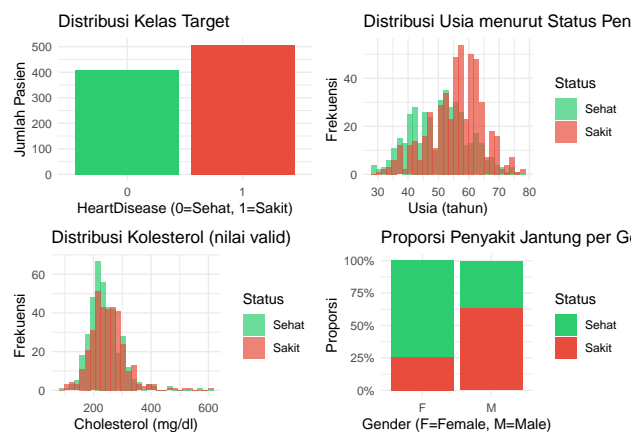 Distribusi Kelas Target
Jumlah Pasien
500
400
300
200
100
0
0
1
HeartDisease (0=Sehat, 1=Sakit)
Distribusi Usia menurut Status Pen
Frekuensi
40
20
0
30
40
50
60
70
80
Usia (tahun)
Status
Sehat
Sakit
Distribusi Kolesterol (nilai valid)
Frekuensi
60
40
20
0
200
400
600
Cholesterol (mg/dl)
Status
Sehat
Sakit
Proporsi Penyakit Jantung per Ge
Proporsi
100%
75%
50%
25%
0%
F
M
Gender (F=Female, M=Male)
Status
Sehat
Sakit